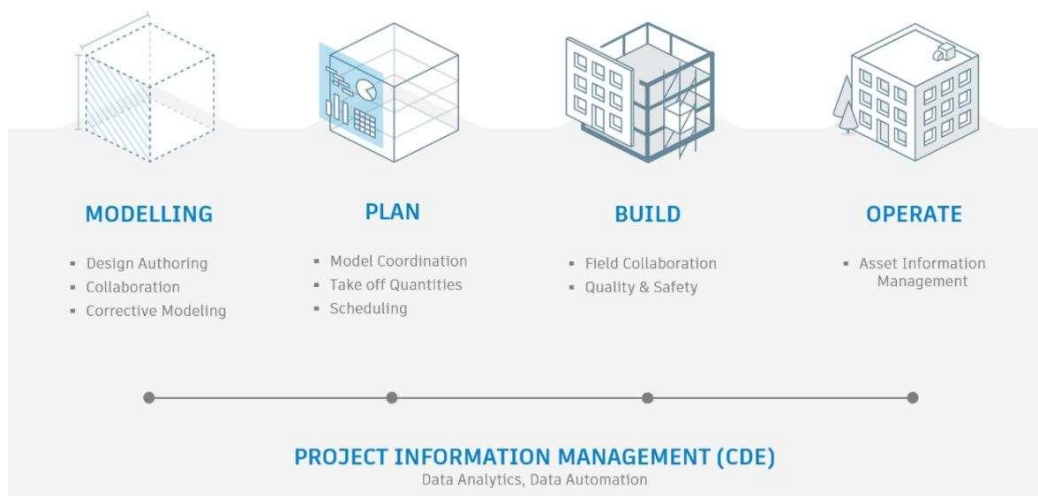 MODELLING
▪ Design Authoring
▪ Collaboration
▪ Corrective Modeling
PLAN
▪ Model Coordination
▪ Take off Quantities
▪ Scheduling
BUILD
▪ Field Collaboration
▪ Quality & Safety
OPERATE
▪ Asset Information
Management
PROJECT INFORMATION MANAGEMENT (CDE)
Data Analytics, Data Automation